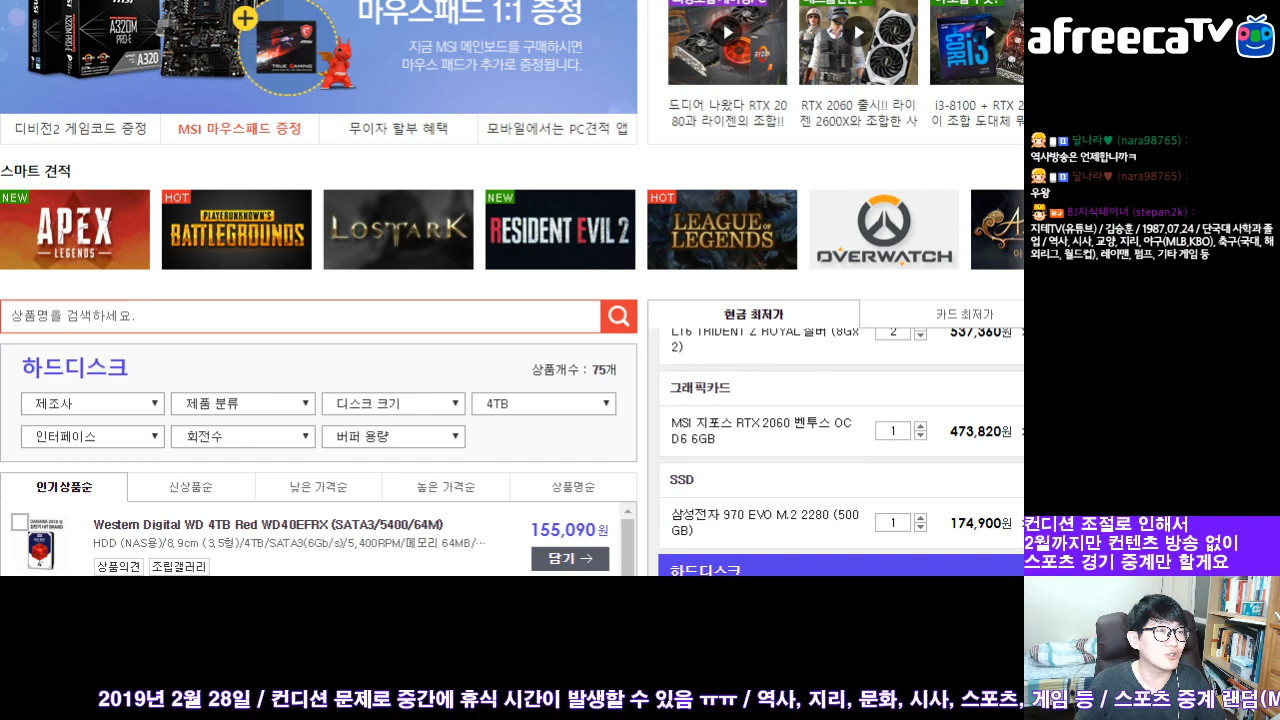 A320M
PRO-E
A320
TRUE GAMING
마우스패드 1:1 증정
지금 MSI 메인보드를 구매하시면
마우스 패드가 추가로 증정됩니다.
디비전2 게임코드 증정
MSI 마우스패드 증정
무이자 할부 혜택
모바일에서는 PC견적 앱
드디어 나왔다 RTX 20
80과 라이젠의 조합!!
RTX 2060 출시!! 라이
젠 2600X와 조합한 사
CORE i3
i3-8100 + RTX 2
이 조합 도대체 뭐
스마트 견적
NEW
APEX
LEGENDS
HOT
PLAYERUNKNOWN'S
BATTLEGROUNDS
LOSTARK
NEW
RESIDENT EVIL 2
HOT
LEAGUE OF
LEGENDS
OVERWATCH
상품명을 검색하세요.
하드디스크
상품개수 : 75개
제조사
제품 분류
디스크 크기
4TB
인터페이스
회전수
버퍼 용량
인기상품순
신상품순
낮은 가격순
높은 가격순
상품명순
Western Digital WD 4TB Red WD40EFRX (SATA3/5400/64M)
HDD (NAS용)/8,9cm (3.5형)/4TB/SATA3(6Gb/s)/5,400RPM/메모리 64MB/···
상품의견
조립갤러리
155,090 원
담기 →
현금 최저가
카드 최저가
LT6 TRIDENT Z ROYAL 실버 (8Gx
2)
2
537,360원
그래픽카드
MSI 지포스 RTX 2060 벤투스 OC
D6 6GB
1
473,820원
SSD
삼성전자 970 EVO M.2 2280 (500
GB)
1
174,900원
하드디스크
afreecaTV
달나라♥ (nara98765) :
역사방송은 언제합니까ㅋ
달나라♥ (nara98765) :
우왕
BJ
BJ지식테이너 (stepan2k) :
지테TV(유튜브) / 김승훈 / 1987.07.24 / 단국대 사학과 졸
업 / 역사, 시사, 교양, 지리, 야구(MLB,KBO), 축구(국대, 해
외리그, 월드컵), 레이맨, 펌프, 기타 게임 등
컨디션 조절로 인해서
2월까지만 컨텐츠 방송 없이
스포츠 경기 중계만 할게요
2019년 2월 28일 / 컨디션 문제로 중간에 휴식 시간이 발생할 수 있음 ㅠㅠ / 역사, 지리, 문화, 시사, 스포츠, 게임 등 / 스포츠 중계 랜덤(M